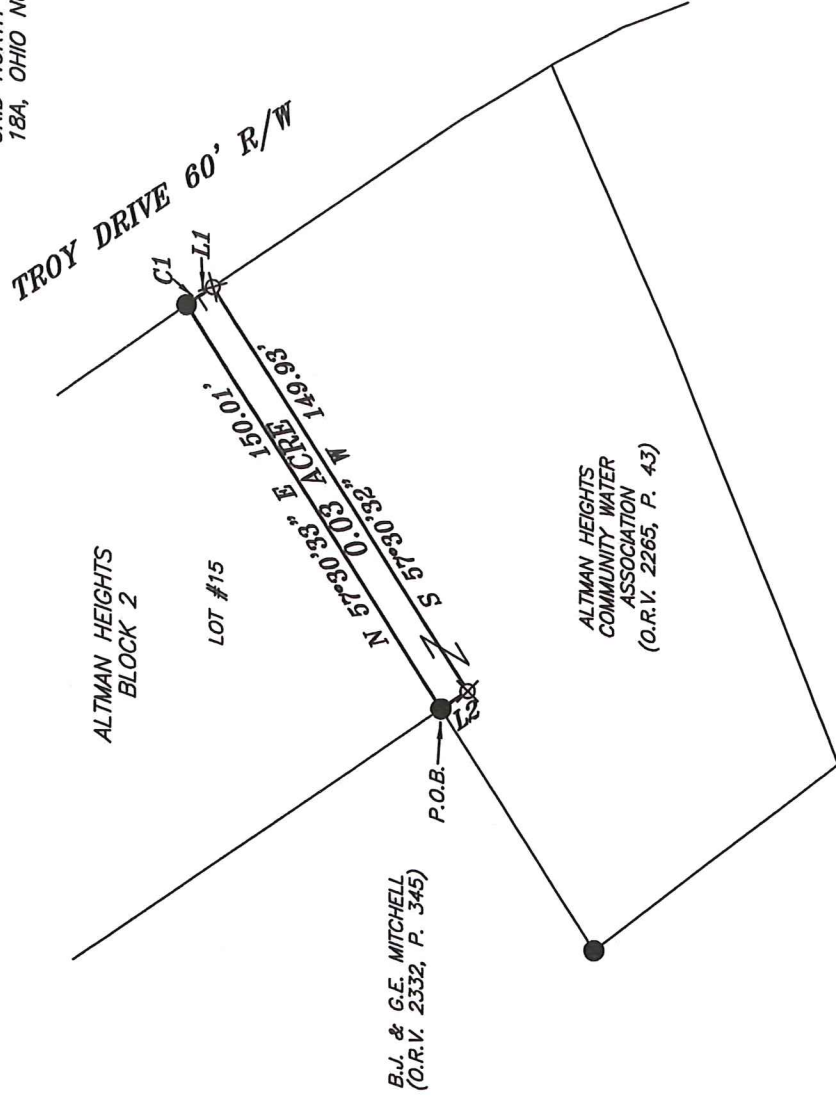 18A, OHIO
TROY DRIVE 60' R/W
C1
L1
ALTMAN HEIGHTS
BLOCK 2
LOT #15
N 57°30'33" E 150.01'
0.03 ACRE
S 57°30'32" W 149.93'
L2
P.O.B.
B.J. & G.E. MITCHELL
(O.R.V. 2332, P. 345)
ALTMAN HEIGHTS
COMMUNITY WATER
ASSOCIATION
(O.R.V. 2265, P. 43)